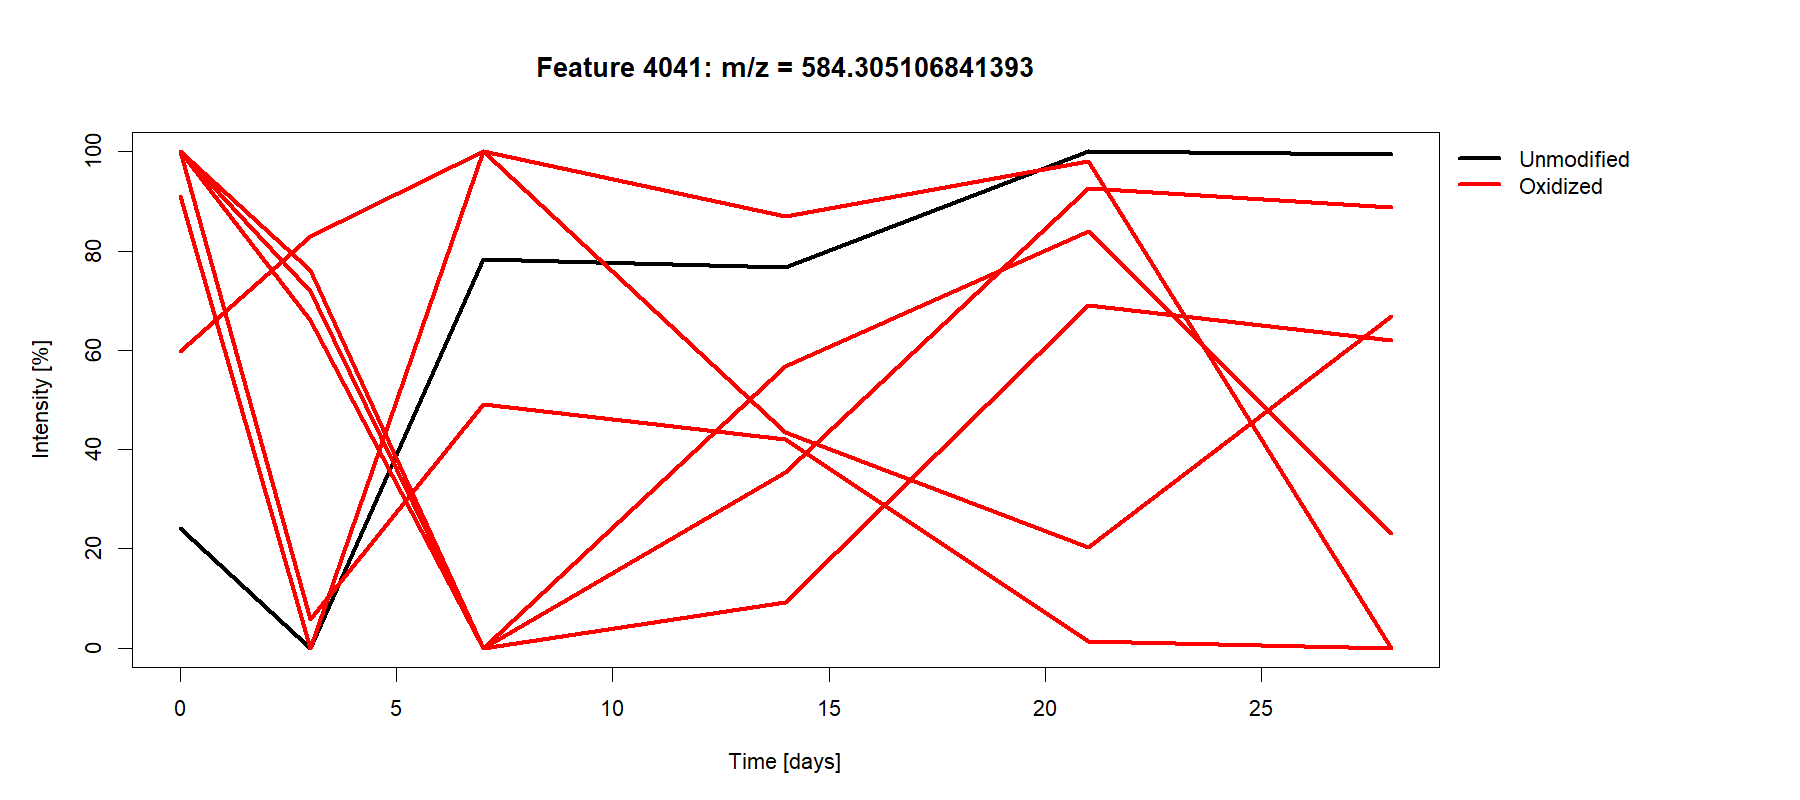 Feature 4041: m/z = 584.305106841393
Unmodified
Oxidized
Intensity [%]
100
80
60
40
20
0
0 5 10 15 20 25
Time [days]